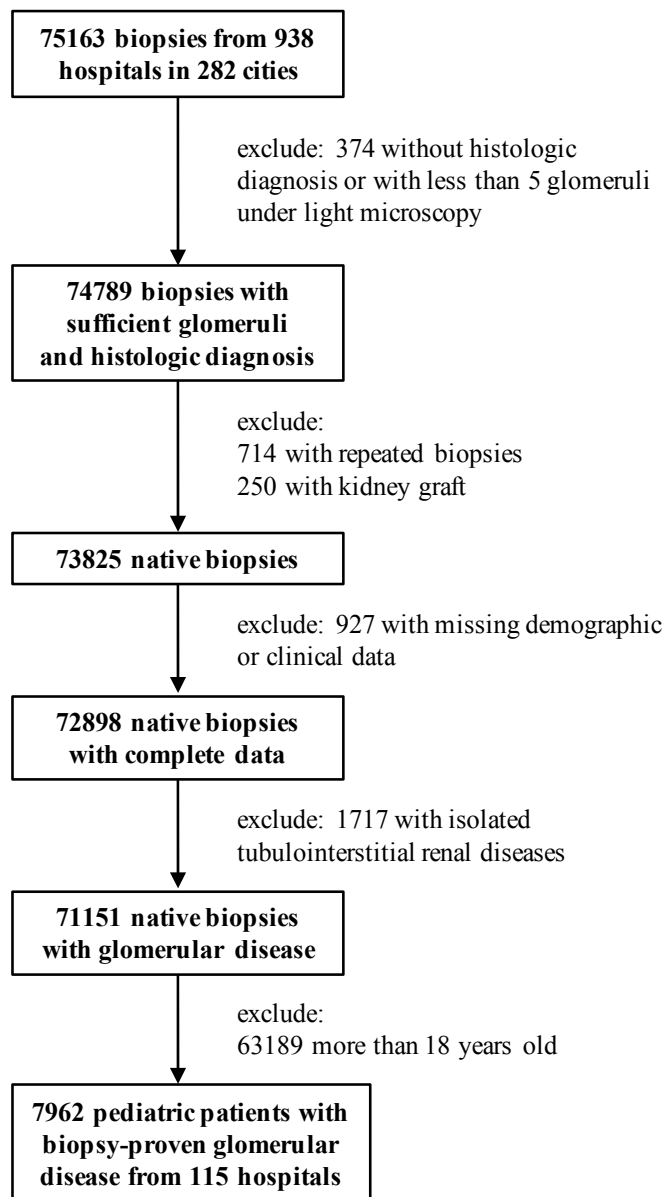 75163 biopsies from 938
hospitals in 282 cities
exclude: 374 without histologic
diagnosis or with less than 5 glomeruli
under light microscopy
74789 biopsies with
sufficient glomeruli
and histologic diagnosis
exclude:
714 with repeated biopsies
250 with kidney graft
73825 native biopsies
exclude: 927 with missing demographic
or clinical data
72898 native biopsies
with complete data
exclude: 1717 with isolated
tubulointerstitial renal diseases
71151 native biopsies
with glomerular disease
exclude:
63189 more than 18 years old
7962 pediatric patients with
biopsy-proven glomerular
disease from 115 hospitals